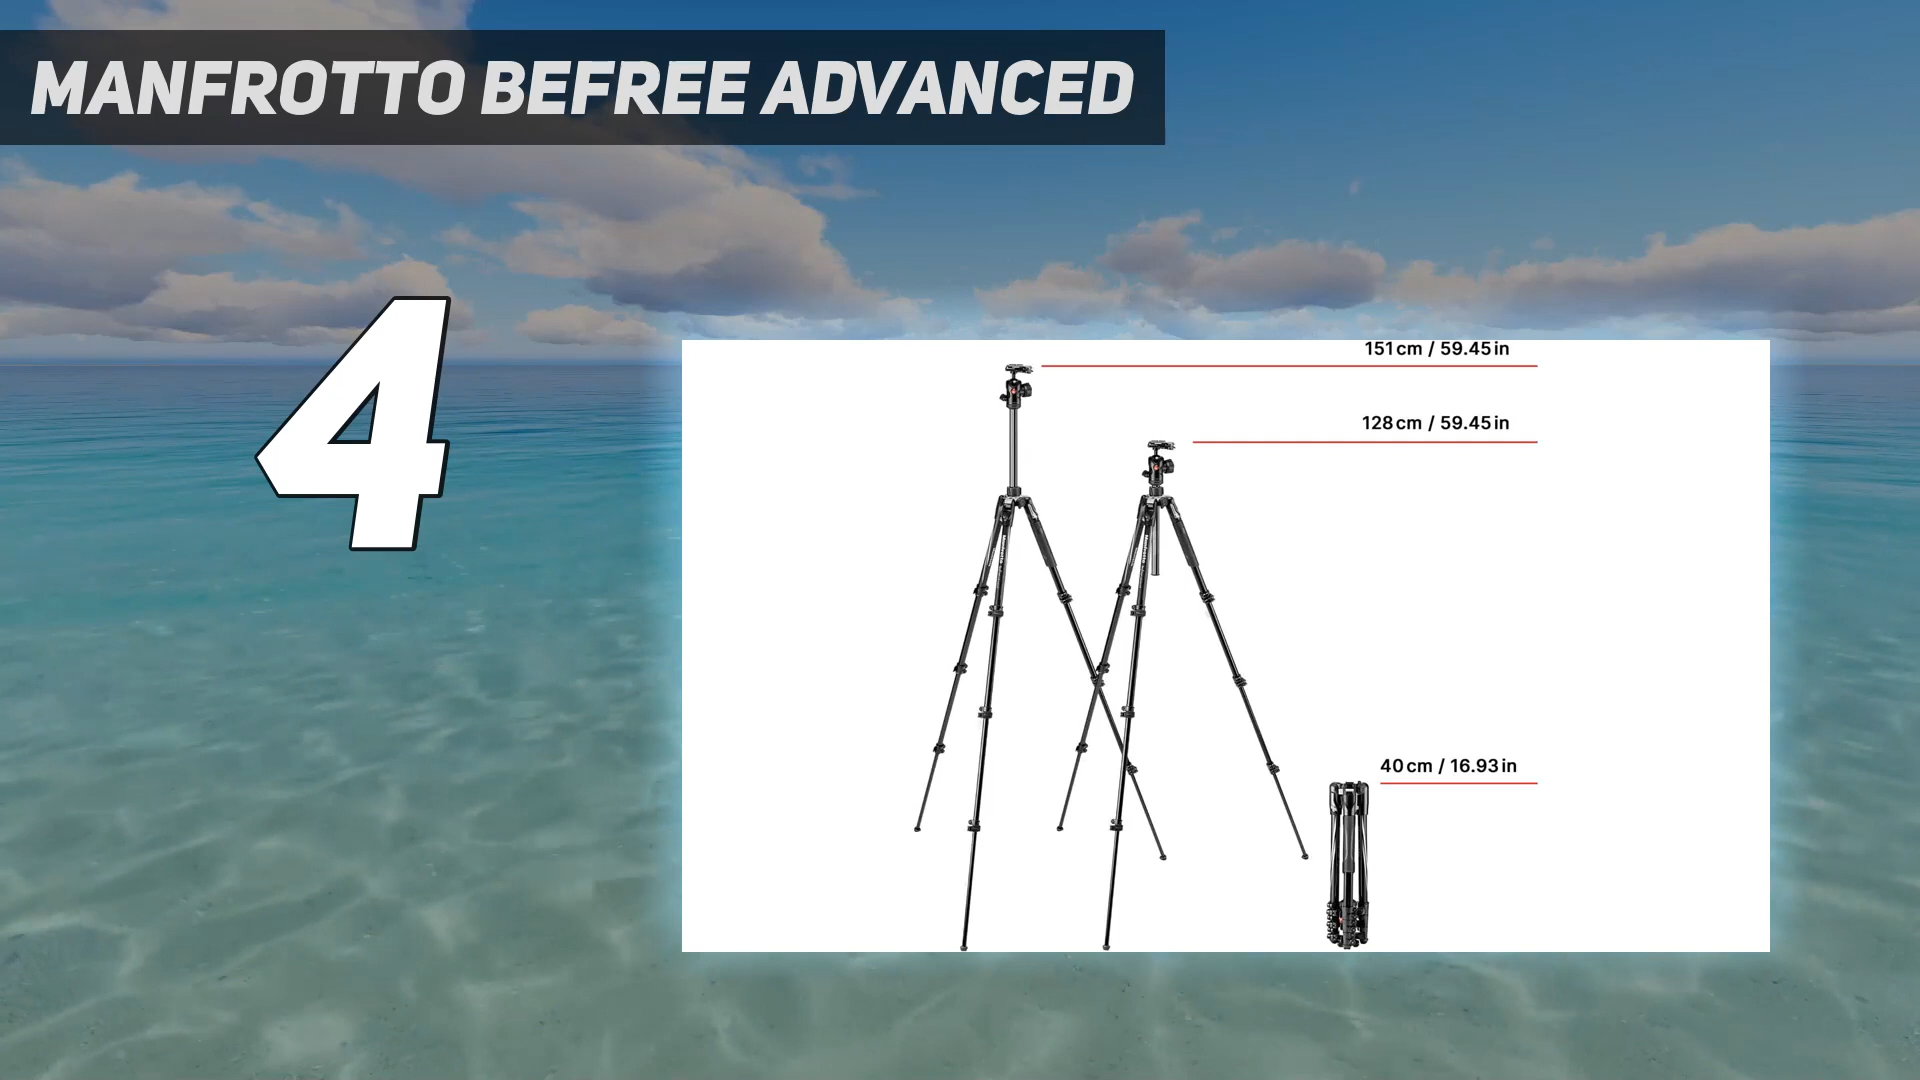 MANFROTTO BEFREE ADVANCED
4
151cm / 59.45in
128cm / 59.45in
40cm / 16.93in